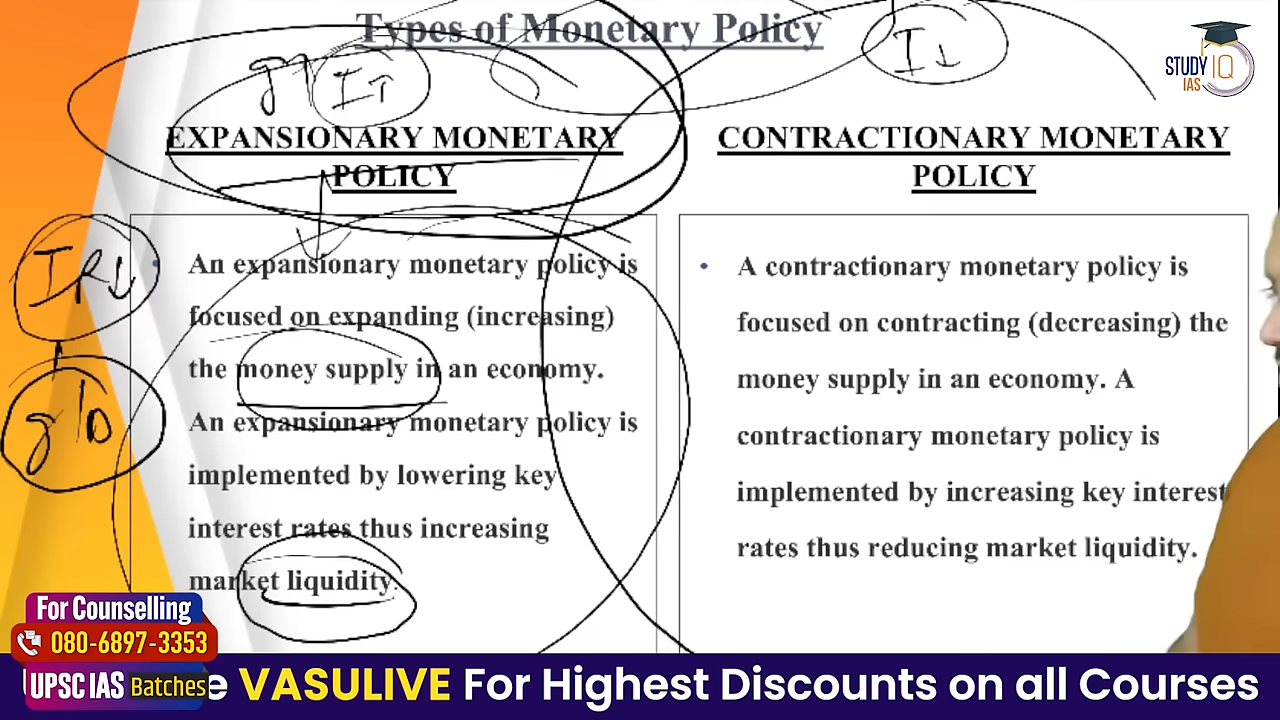 Types of Monetary Policy
STUDY IQ
IAS
g↑ I↑
I↓
EXPANSIONARY MONETARY
POLICY
• An expansionary monetary policy is
focused on expanding (increasing)
the money supply in an economy.
An expansionary monetary policy is
implemented by lowering key
interest rates thus increasing
market liquidity.
IR↓
CONTRACTIONARY MONETARY
POLICY
• A contractionary monetary policy is
focused on contracting (decreasing) the
money supply in an economy. A
contractionary monetary policy is
implemented by increasing key interest
rates thus reducing market liquidity.
For Counselling
080-6897-3353
UPSC IAS Batches
e VASULIVE For Highest Discounts on all Courses